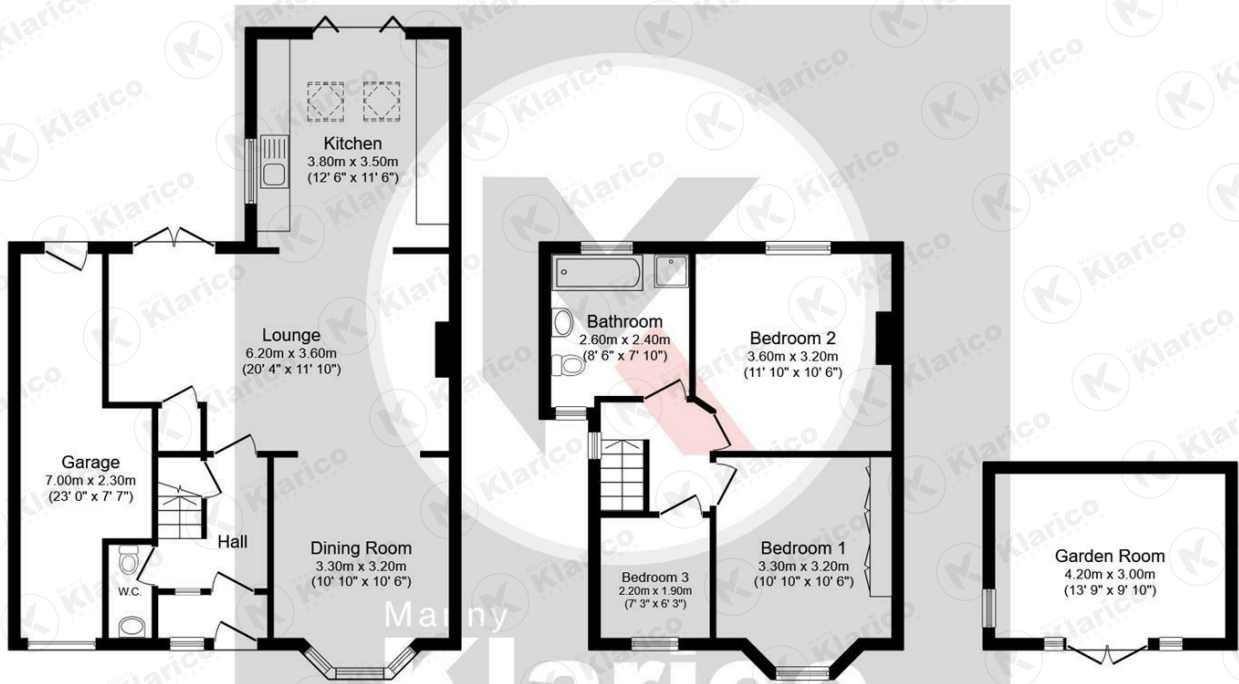 Kitchen
3.80m x 3.50m
(12' 6" x 11' 6")
Lounge
6.20m x 3.60m
(20' 4" x 11' 10")
Garage
7.00m x 2.30m
(23' 0" x 7' 7")
Hall
W.C.
Dining Room
3.30m x 3.20m
(10' 10" x 10' 6")
Bathroom
2.60m x 2.40m
(8' 6" x 7' 10")
Bedroom 2
3.60m x 3.20m
(11' 10" x 10' 6")
Bedroom 1
3.30m x 3.20m
(10' 10" x 10' 6")
Bedroom 3
2.20m x 1.90m
(7' 3" x 6' 3")
Garden Room
4.20m x 3.00m
(13' 9" x 9' 10")
Manny
Klarico